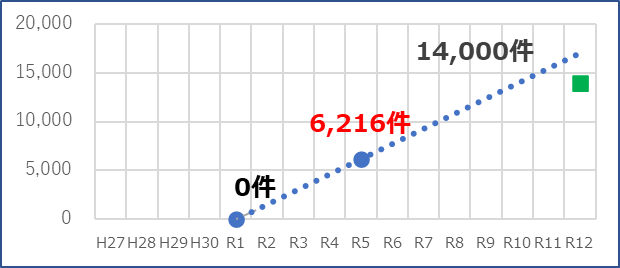 20,000
15,000
10,000
5,000
0
14,000件
6,216件
0件
H27 H28 H29 H30 R1 R2 R3 R4 R5 R6 R7 R8 R9 R10 R11 R12